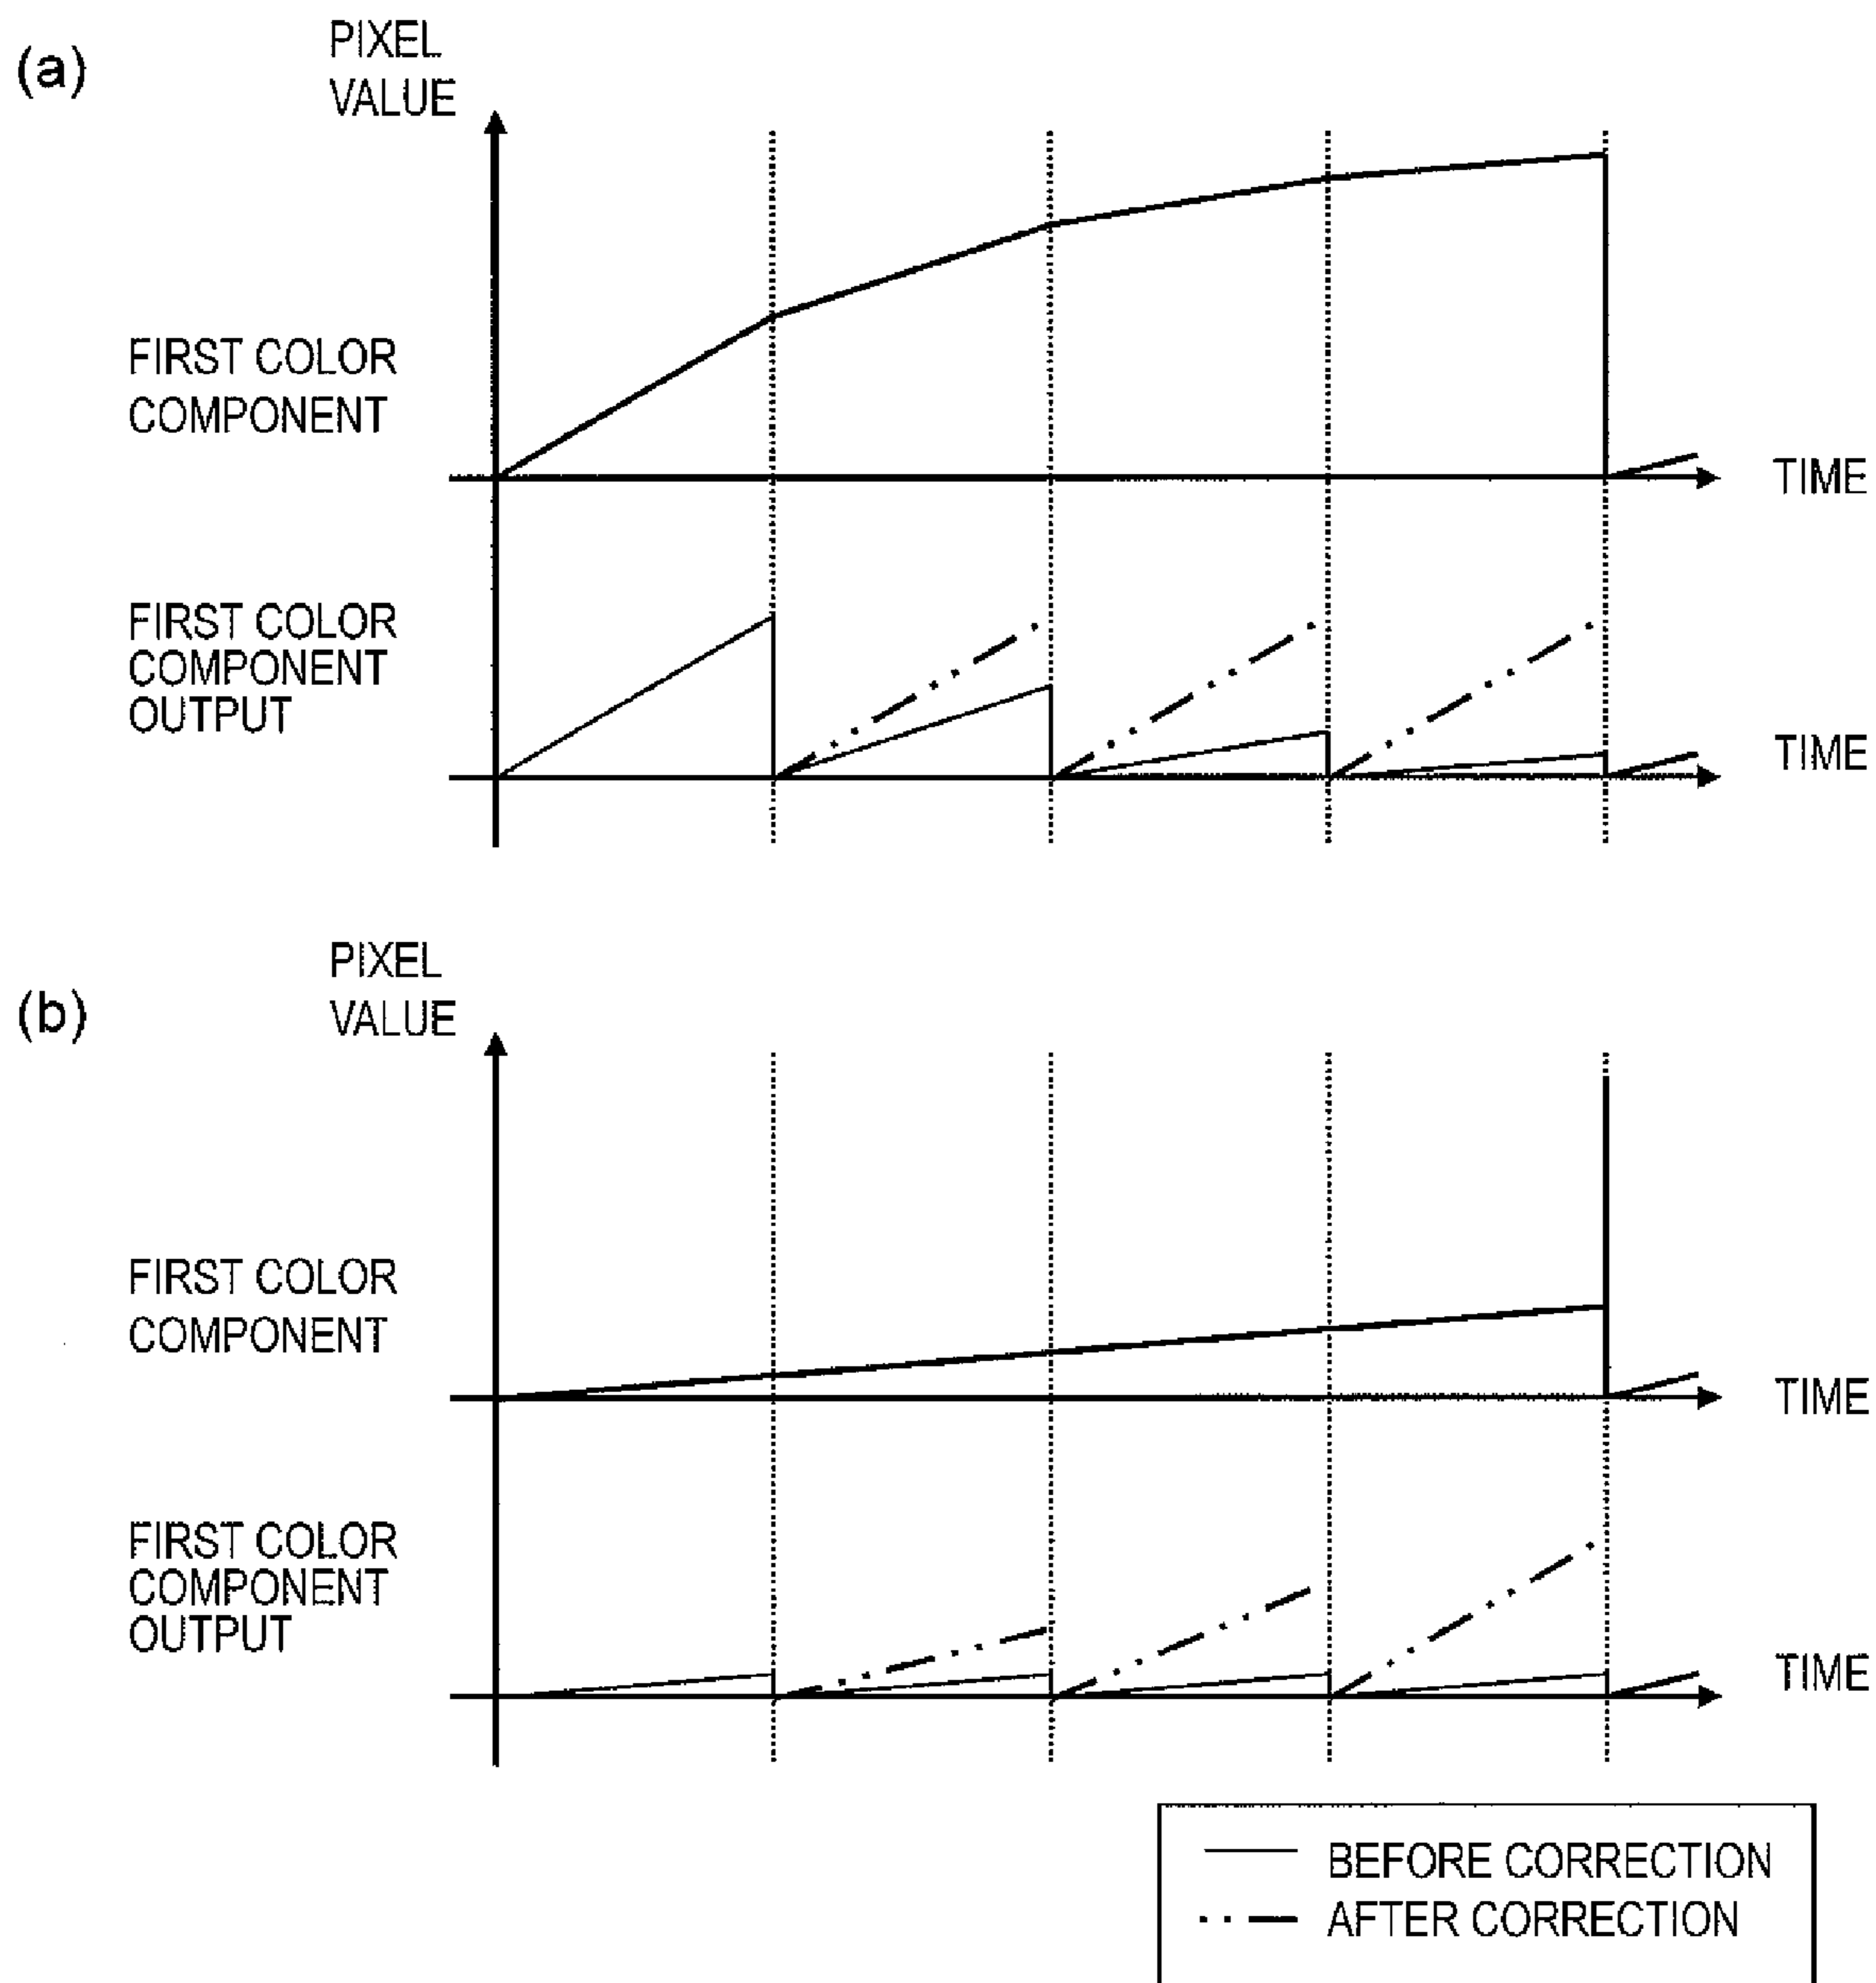 (a)
PIXEL
VALUE
FIRST COLOR
COMPONENT
TIME
FIRST COLOR
COMPONENT
OUTPUT
TIME
(b)
PIXEL
VALUE
FIRST COLOR
COMPONENT
TIME
FIRST COLOR
COMPONENT
OUTPUT
TIME
BEFORE CORRECTION
AFTER CORRECTION